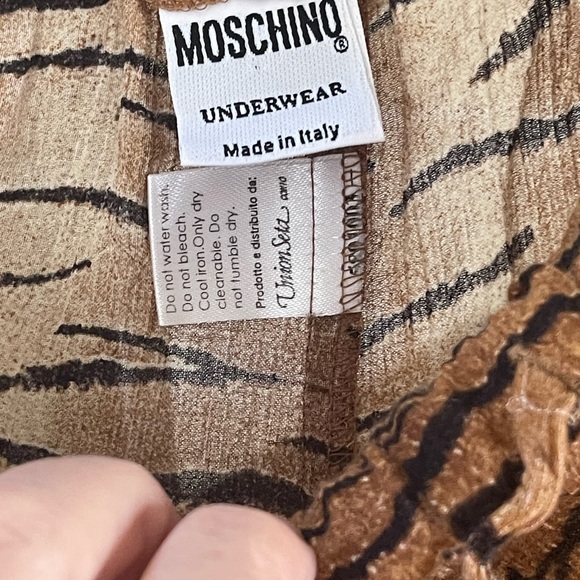 MOSCHINO®
UNDERWEAR
Made in Italy
Do not water wash.
Do not bleach.
Cool iron.Only dry
cleanable. Do
not tumble dry.
Prodotto e distribuito da:
UnionSeta como